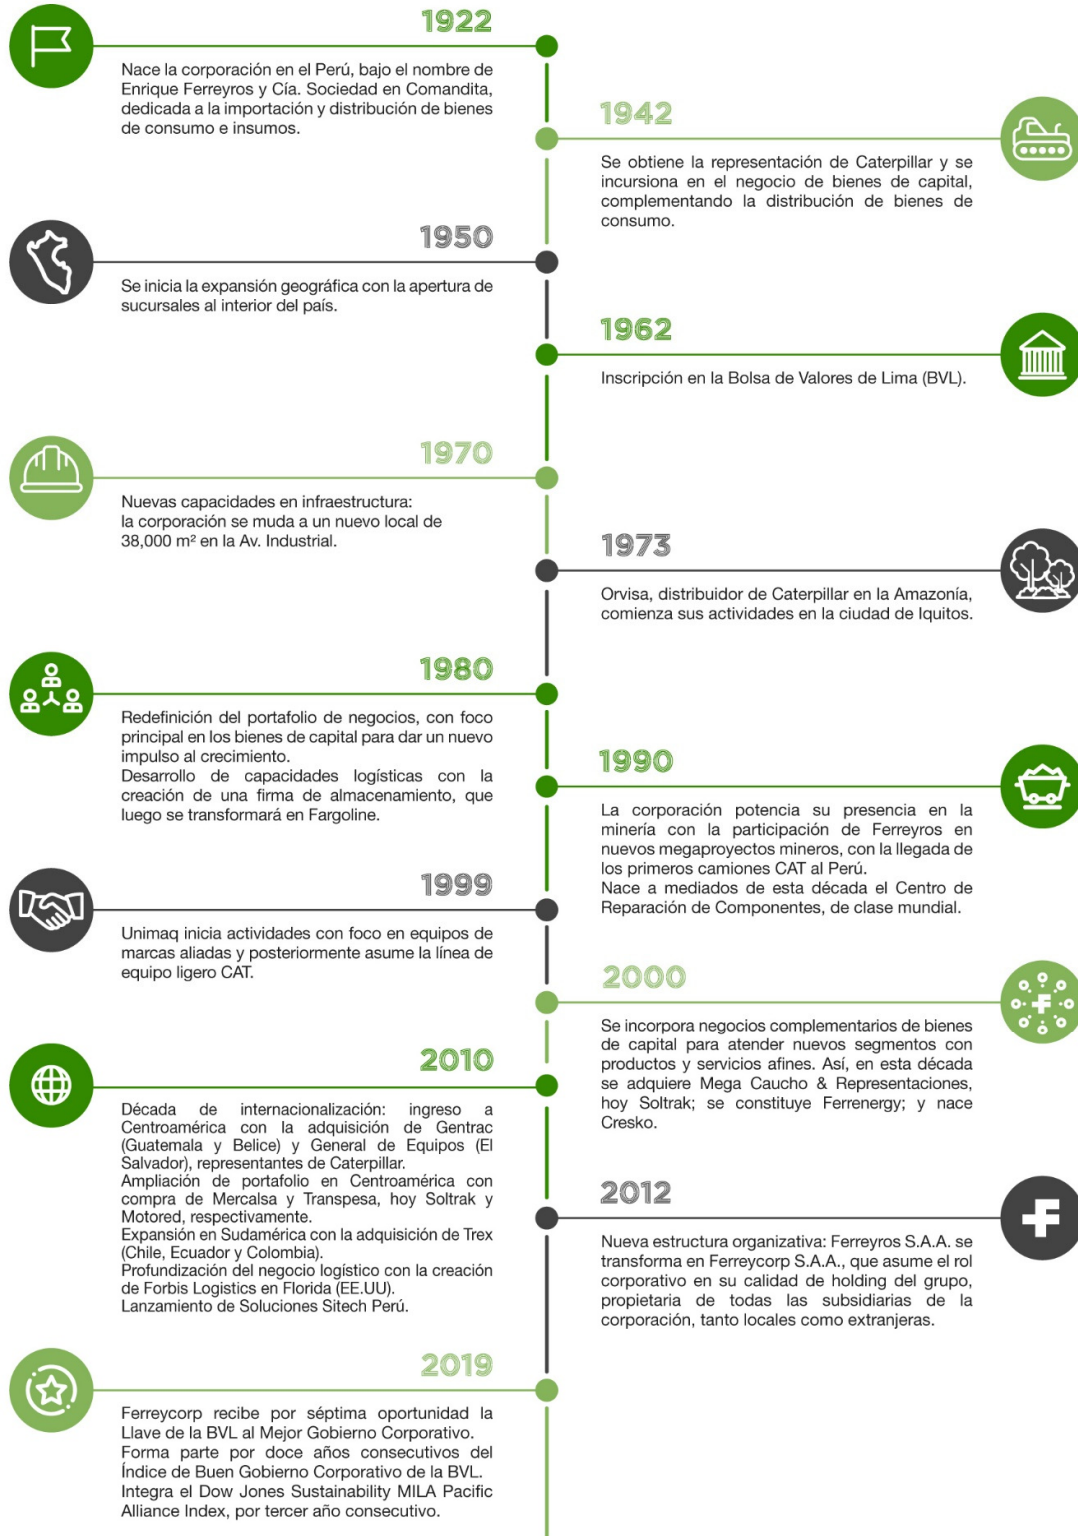 1922
Nace la corporación en el Perú, bajo el nombre de
Enrique Ferreyros y Cía. Sociedad en Comandita,
dedicada a la importación y distribución de bienes
de consumo e insumos.
1942
Se obtiene la representación de Caterpillar y se
incursiona en el negocio de bienes de capital,
complementando la distribución de bienes de
consumo.
1950
Se inicia la expansión geográfica con la apertura de
sucursales al interior del país.
1962
Inscripción en la Bolsa de Valores de Lima (BVL).
1970
Nuevas capacidades en infraestructura:
la corporación se muda a un nuevo local de
38,000 m² en la Av. Industrial.
1973
Orvisa, distribuidor de Caterpillar en la Amazonía,
comienza sus actividades en la ciudad de Iquitos.
1980
Redefinición del portafolio de negocios, con foco
principal en los bienes de capital para dar un nuevo
impulso al crecimiento.
Desarrollo de capacidades logísticas con la
creación de una firma de almacenamiento, que
luego se transformará en Fargoline.
1990
La corporación potencia su presencia en la
minería con la participación de Ferreyros en
nuevos megaproyectos mineros, con la llegada de
los primeros camiones CAT al Perú.
Nace a mediados de esta década el Centro de
Reparación de Componentes, de clase mundial.
1999
Unimaq inicia actividades con foco en equipos de
marcas aliadas y posteriormente asume la línea de
equipo ligero CAT.
2000
Se incorpora negocios complementarios de bienes
de capital para atender nuevos segmentos con
productos y servicios afines. Así, en esta década
se adquiere Mega Caucho & Representaciones,
hoy Soltrak; se constituye Ferrenergy; y nace
Cresko.
2010
Década de internacionalización: ingreso a
Centroamérica con la adquisición de Gentrac
(Guatemala y Belice) y General de Equipos (El
Salvador), representantes de Caterpillar.
Ampliación de portafolio en Centroamérica con
compra de Mercalsa y Transpesa, hoy Soltrak y
Motored, respectivamente.
Expansión en Sudamérica con la adquisición de Trex
(Chile, Ecuador y Colombia).
Profundización del negocio logístico con la creación
de Forbis Logistics en Florida (EE.UU).
Lanzamiento de Soluciones Sitech Perú.
2012
Nueva estructura organizativa: Ferreyros S.A.A. se
transforma en Ferreycorp S.A.A., que asume el rol
corporativo en su calidad de holding del grupo,
propietaria de todas las subsidiarias de la
corporación, tanto locales como extranjeras.
2019
Ferreycorp recibe por séptima oportunidad la
Llave de la BVL al Mejor Gobierno Corporativo.
Forma parte por doce años consecutivos del
Índice de Buen Gobierno Corporativo de la BVL.
Integra el Dow Jones Sustainability MILA Pacific
Alliance Index, por tercer año consecutivo.